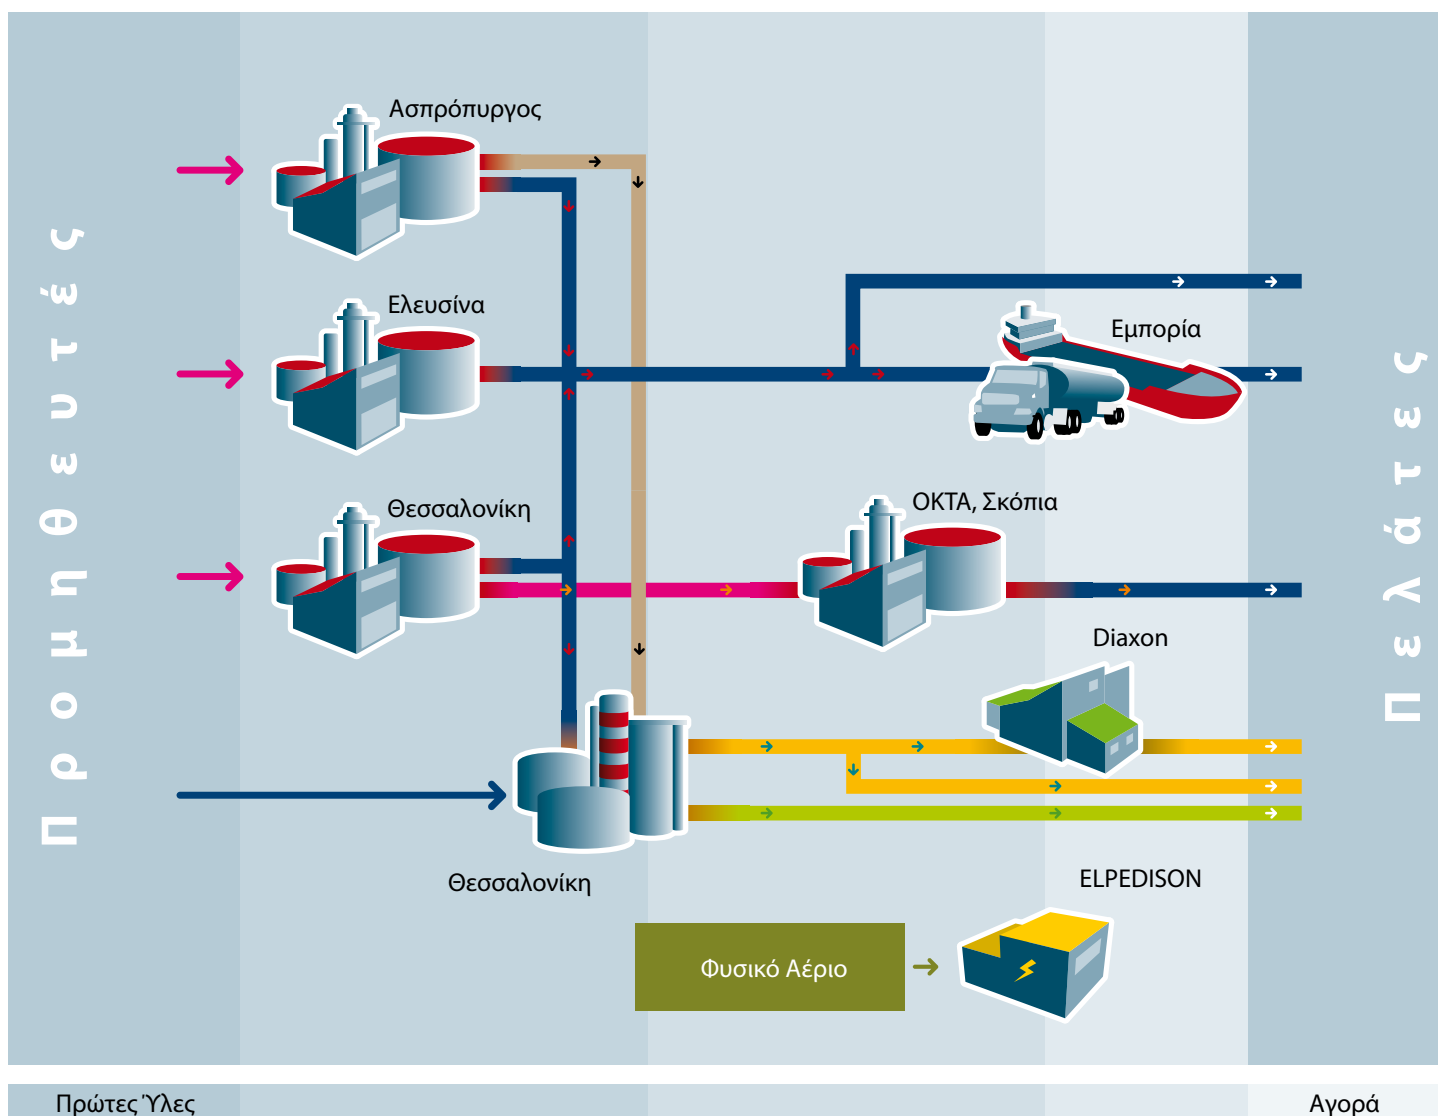 Προμηθευτές
Ασπρόπυργος
Ελευσίνα
Εμπορία
Θεσσαλονίκη
ΟΚΤΑ, Σκόπια
Diaxon
Θεσσαλονίκη
ELPEDISON
Φυσικό Αέριο
Πελάτες
Πρώτες Ύλες
Αγορά